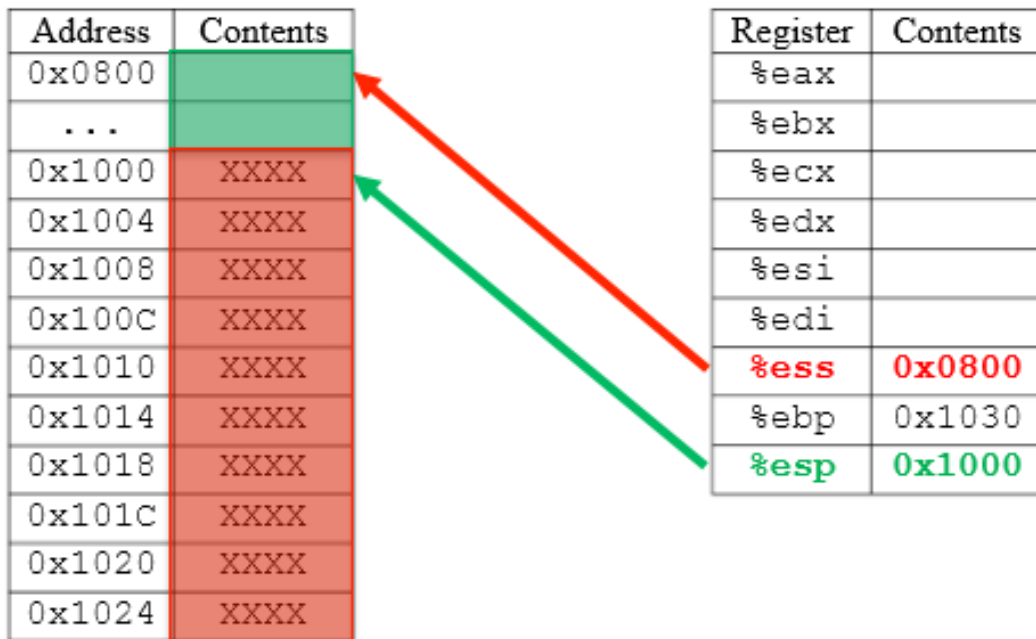 Address Contents
0x0800
...
0x1000 XXXX
0x1004 XXXX
0x1008 XXXX
0x100C XXXX
0x1010 XXXX
0x1014 XXXX
0x1018 XXXX
0x101C XXXX
0x1020 XXXX
0x1024 XXXX
Register Contents
%eax
%ebx
%ecx
%edx
%esi
%edi
%ess 0x0800
%ebp 0x1030
%esp 0x1000